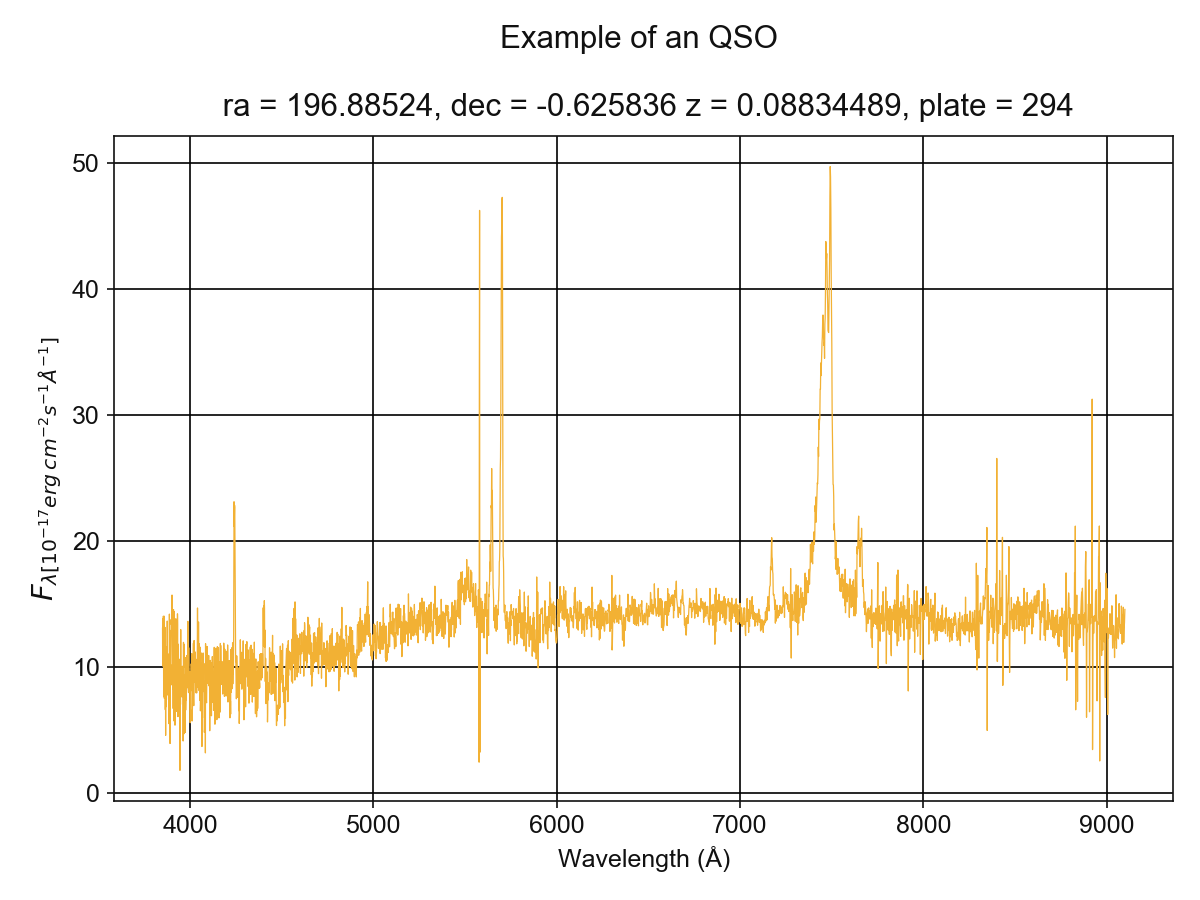 Example of an QSO
ra = 196.88524, dec = -0.625836 z = 0.08834489, plate = 294
50
40
30
20
10
0
F_{λ[10^{−17}erg cm^{−2}s^{−1}Å^{−1}]}
4000 5000 6000 7000 8000 9000
Wavelength (Å)